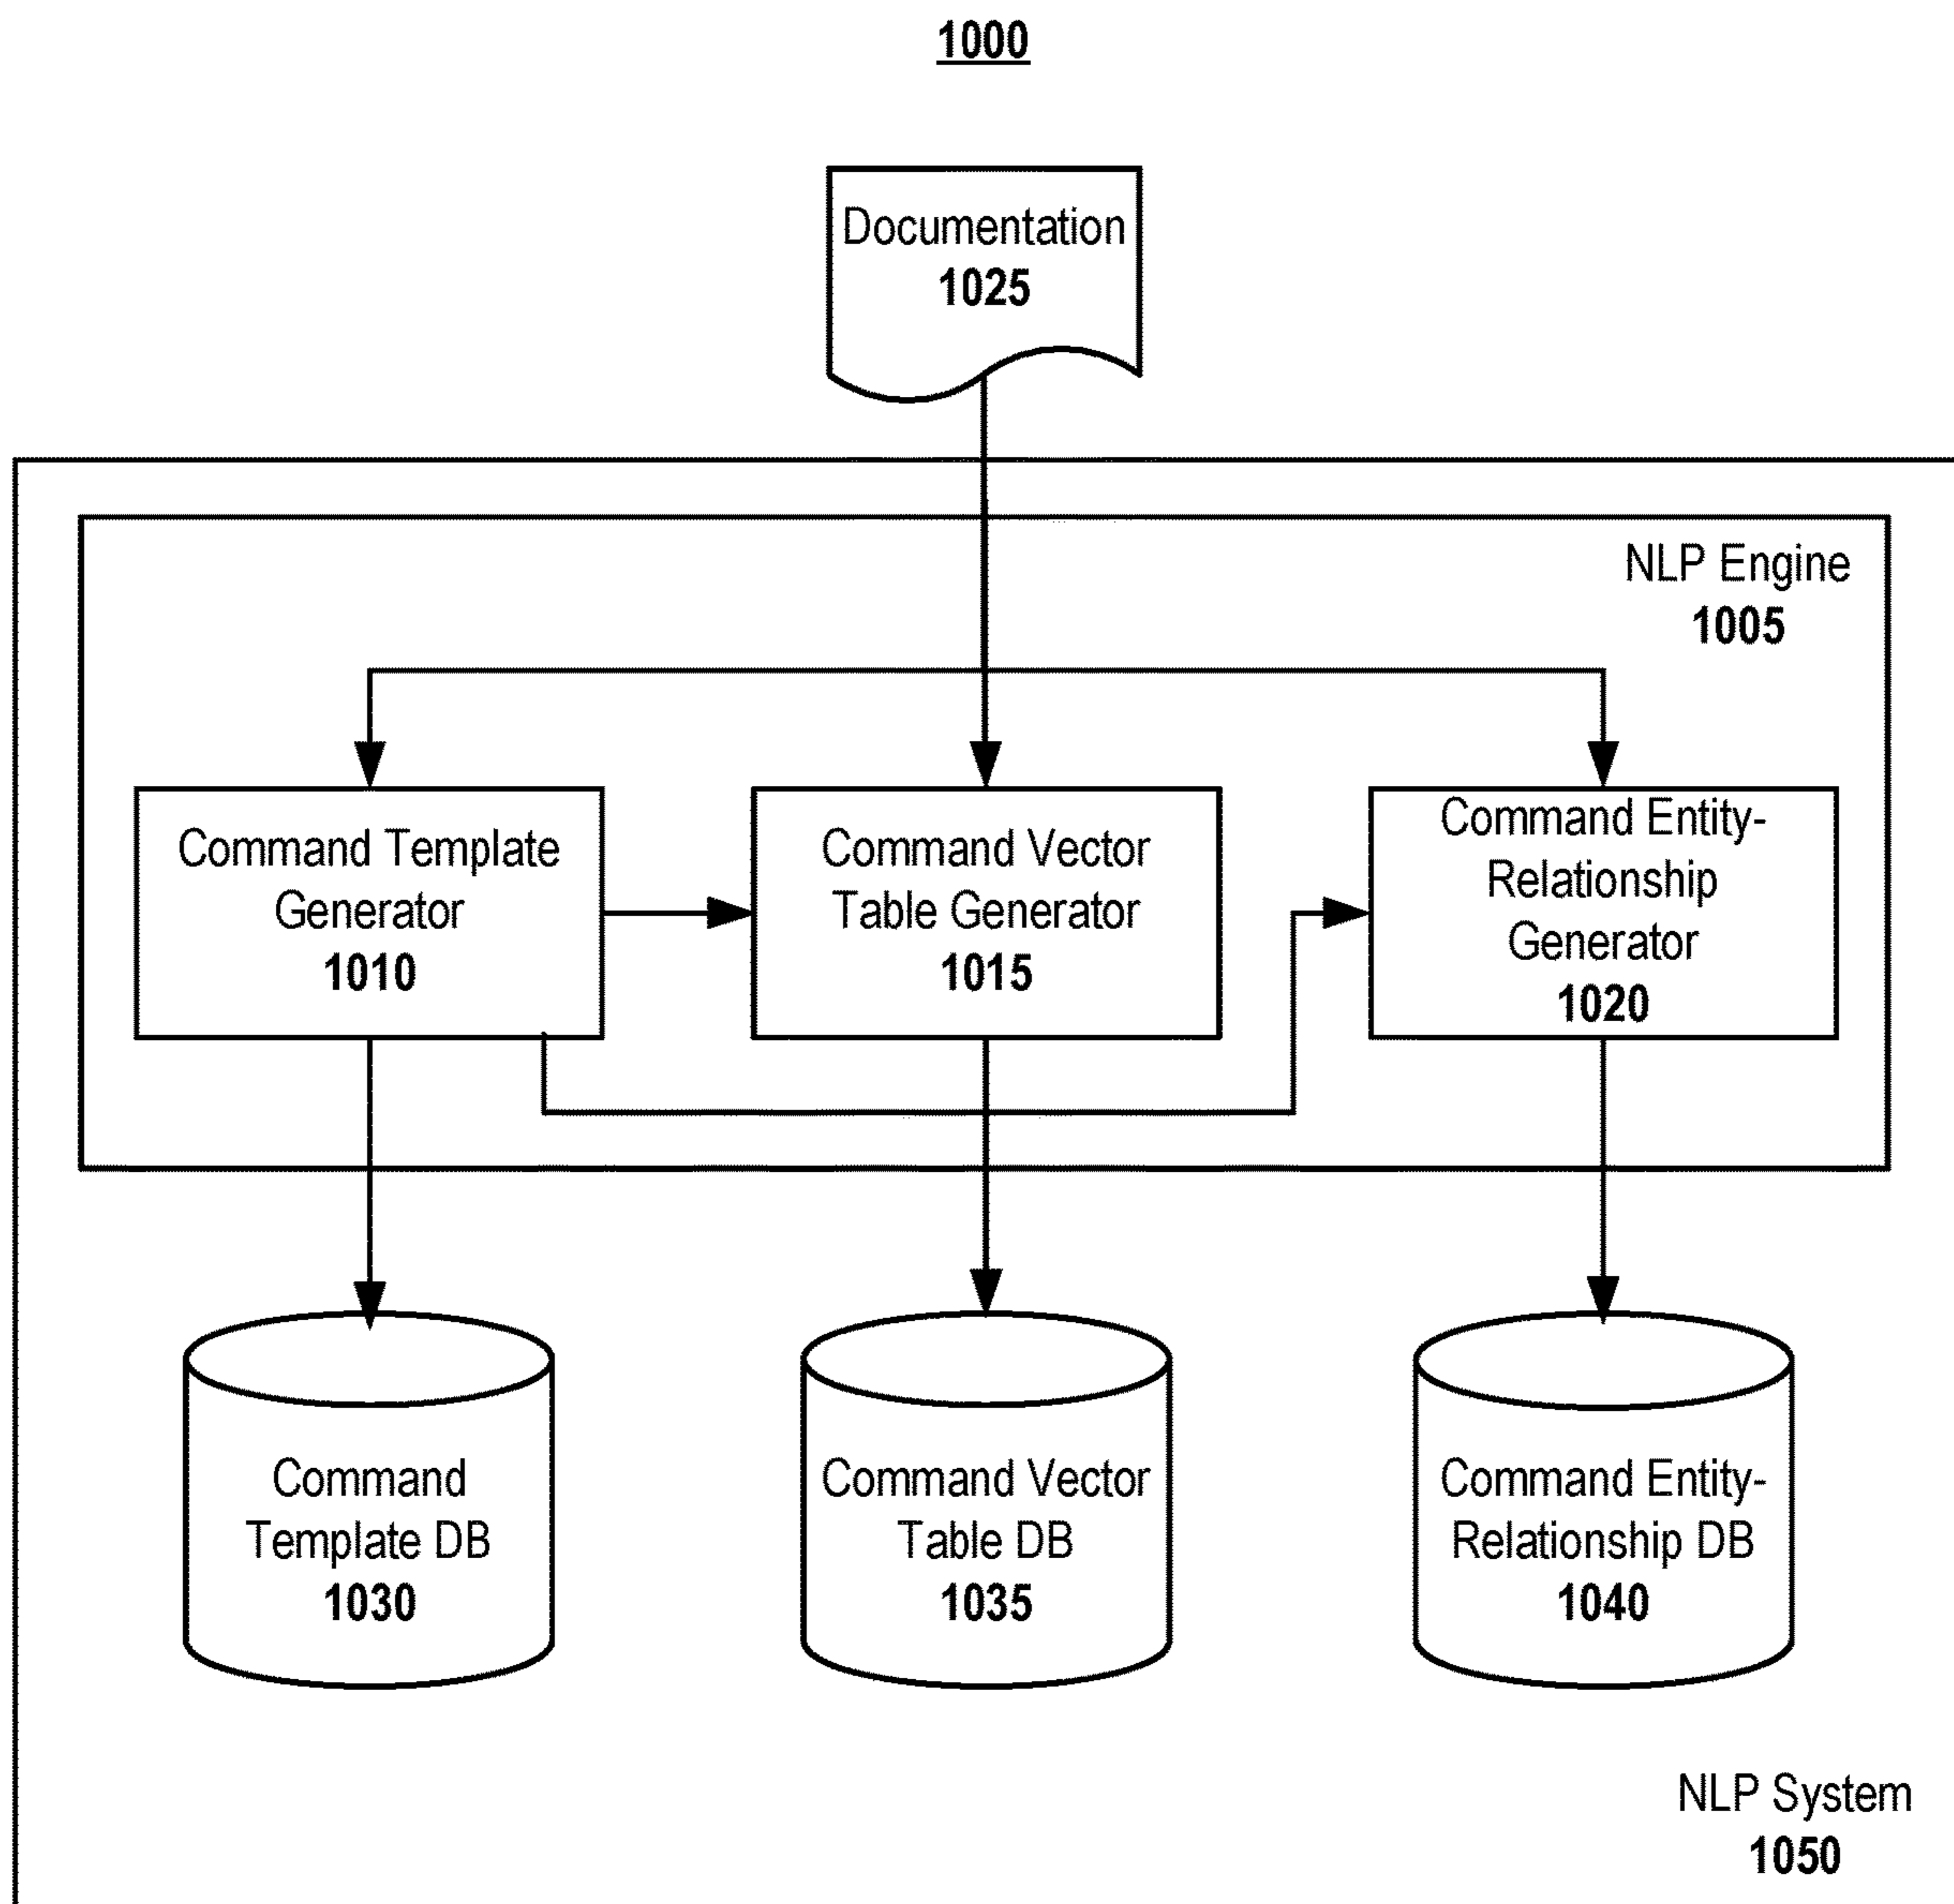 1000
Documentation
1025
NLP Engine
1005
Command Template
Generator
1010
Command Vector
Table Generator
1015
Command Entity-
Relationship
Generator
1020
Command
Template DB
1030
Command Vector
Table DB
1035
Command Entity-
Relationship DB
1040
NLP System
1050